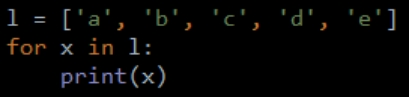 l = ['a', 'b', 'c', 'd', 'e']
for x in l:
    print(x)